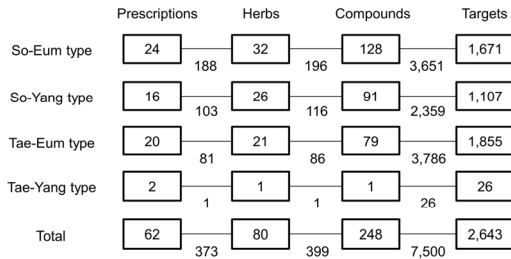 Prescriptions Herbs Compounds Targets
So-Eum type 24 32 128 1,671
188 196 3,651
So-Yang type 16 26 91 1,107
103 116 2,359
Tae-Eum type 20 21 79 1,855
81 86 3,786
Tae-Yang type 2 1 1 26
1 1 26
Total 62 80 248 2,643
373 399 7,500